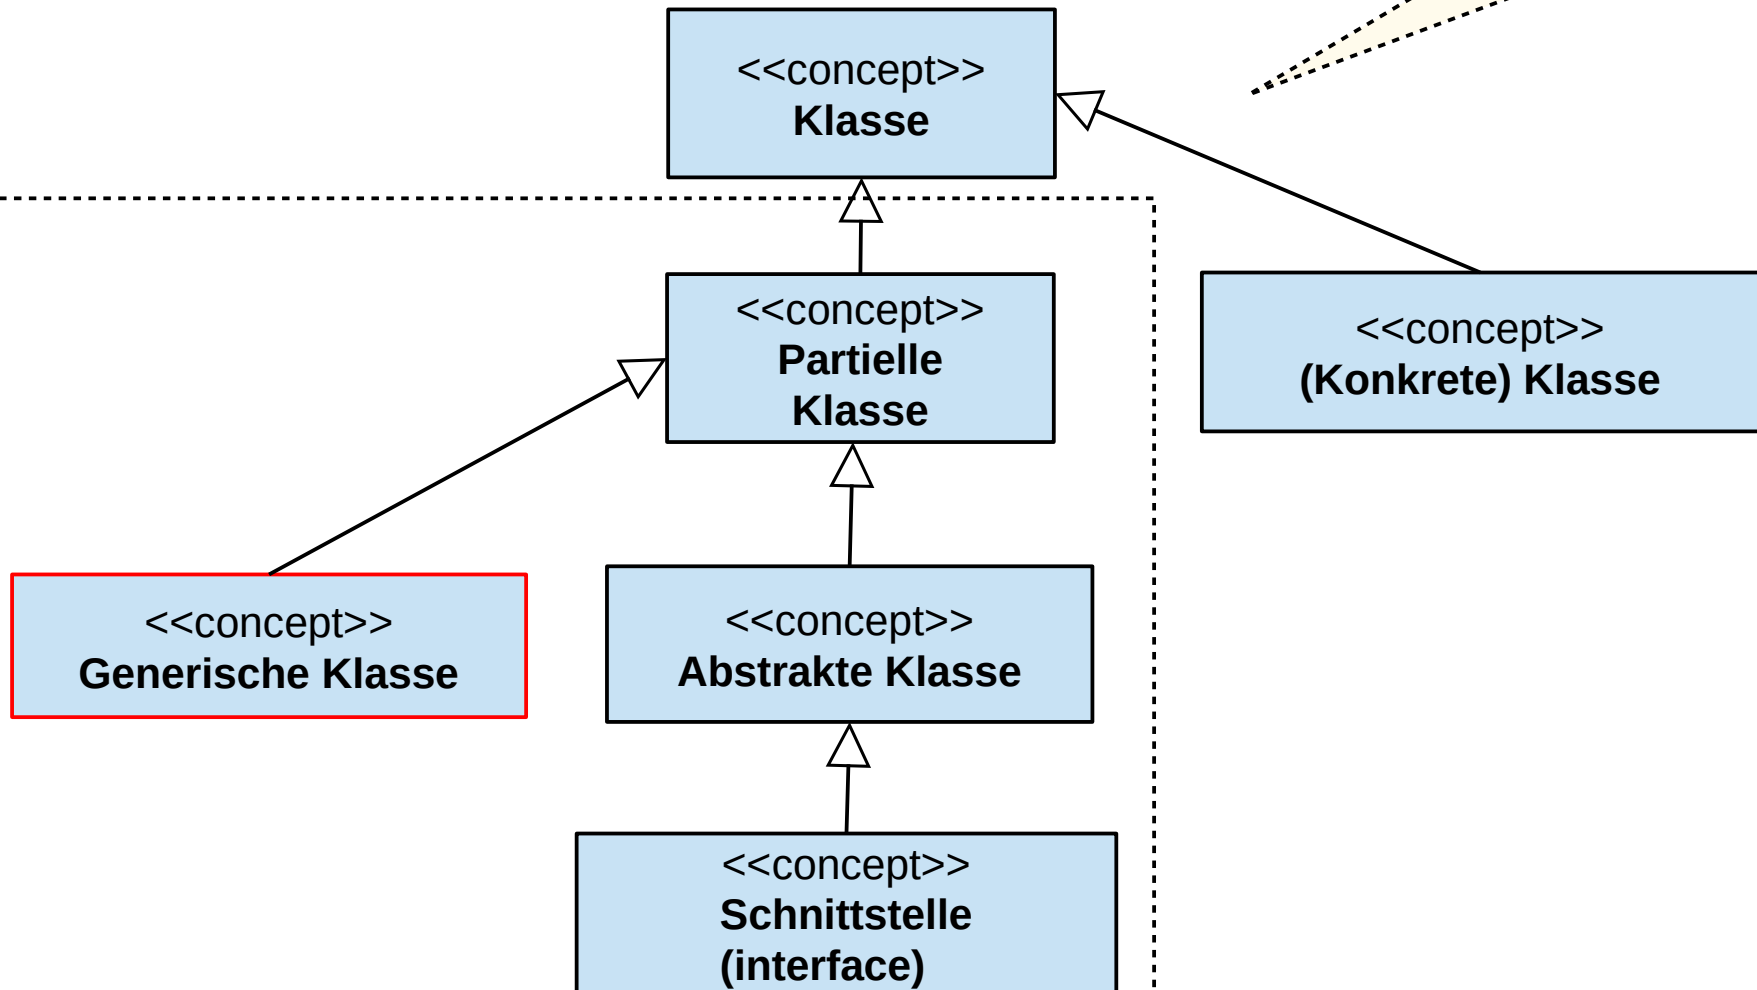 <<concept>>
Klasse
<<concept>>
Partielle
Klasse
<<concept>>
(Konkrete) Klasse
<<concept>>
Generische Klasse
<<concept>>
Abstrakte Klasse
<<concept>>
Schnittstelle
(interface)